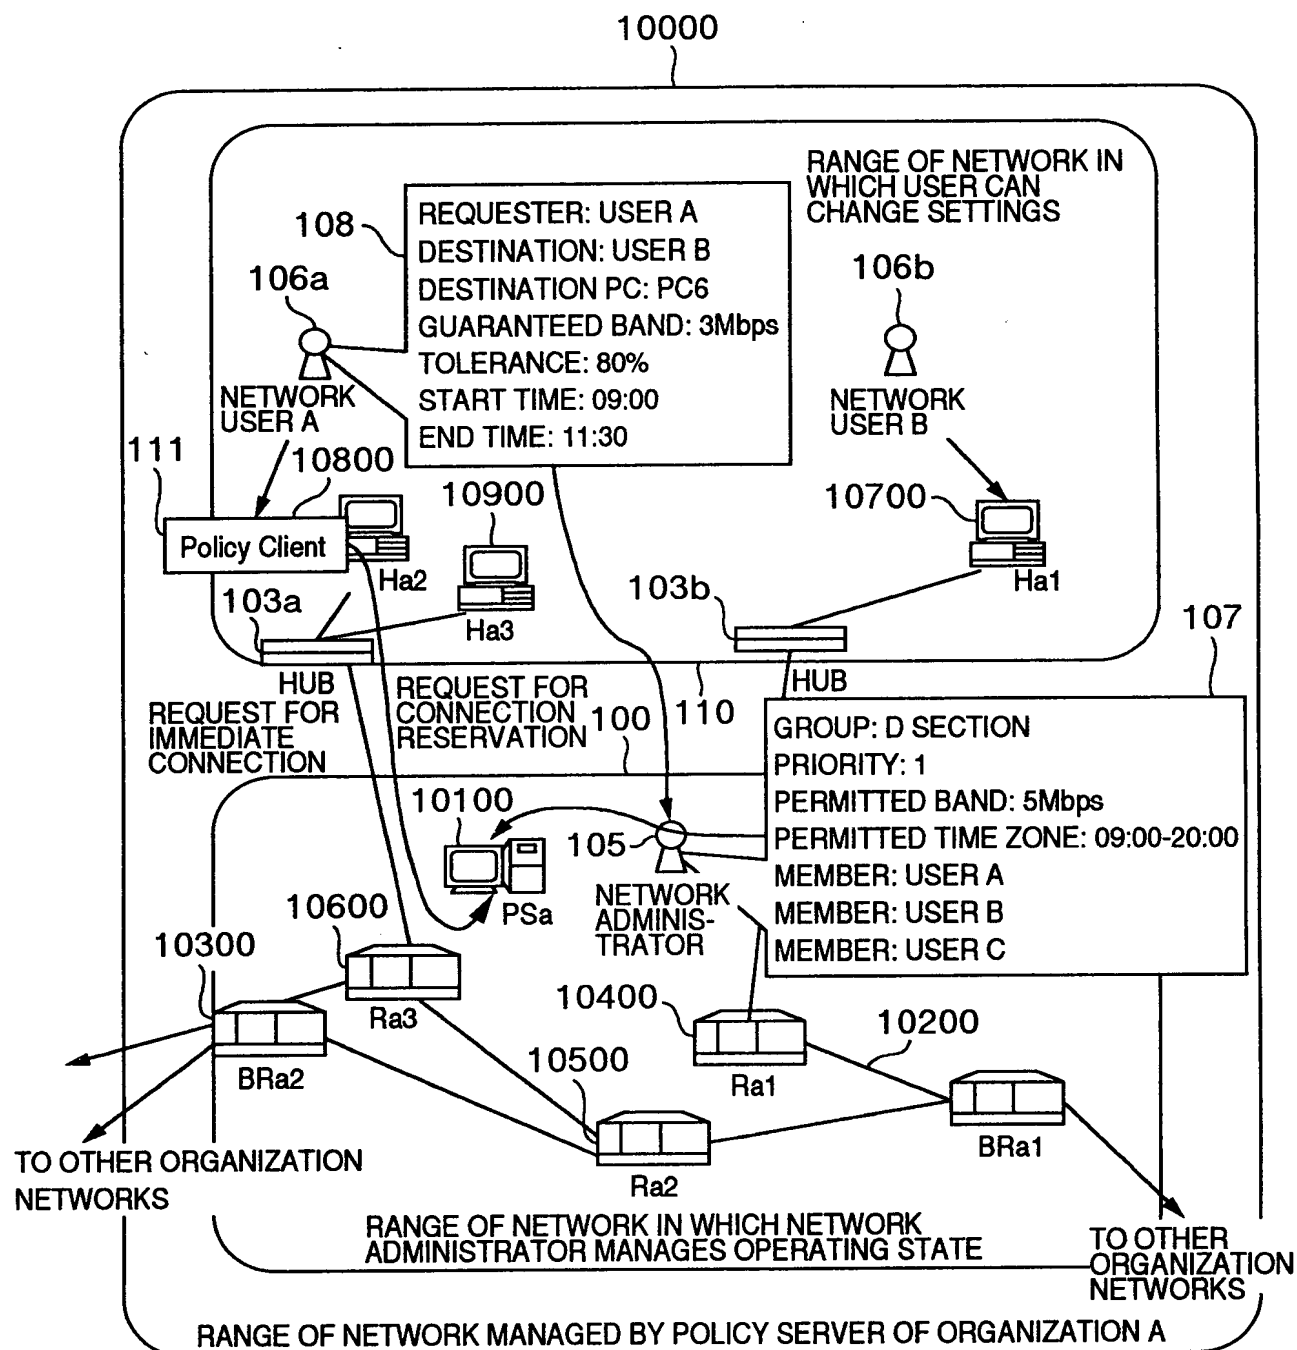 10000
RANGE OF NETWORK IN
WHICH USER CAN
CHANGE SETTINGS
108
REQUESTER: USER A
DESTINATION: USER B
DESTINATION PC: PC6
GUARANTEED BAND: 3Mbps
TOLERANCE: 80%
START TIME: 09:00
END TIME: 11:30
106a
NETWORK
USER A
106b
NETWORK
USER B
111
10800
Policy Client
Ha2
10900
Ha3
10700
Ha1
103a
HUB
103b
HUB
107
REQUEST FOR
IMMEDIATE
CONNECTION
REQUEST FOR
CONNECTION
RESERVATION
100
110
GROUP: D SECTION
PRIORITY: 1
PERMITTED BAND: 5Mbps
PERMITTED TIME ZONE: 09:00-20:00
MEMBER: USER A
MEMBER: USER B
MEMBER: USER C
10100
PSa
105
NETWORK
ADMINIS-
TRATOR
10600
Ra3
10300
BRa2
10400
Ra1
10200
10500
Ra2
BRa1
TO OTHER ORGANIZATION
NETWORKS
RANGE OF NETWORK IN WHICH NETWORK
ADMINISTRATOR MANAGES OPERATING STATE
TO OTHER
ORGANIZATION
NETWORKS
RANGE OF NETWORK MANAGED BY POLICY SERVER OF ORGANIZATION A